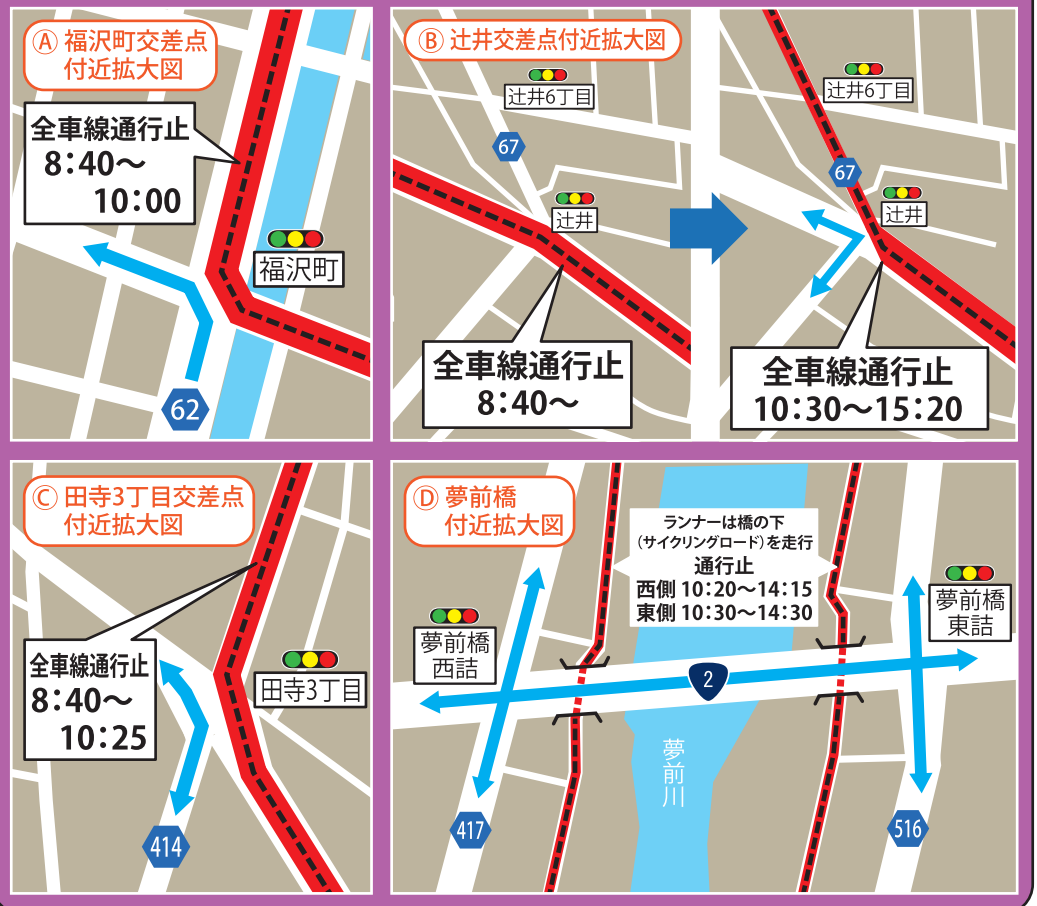 Ⓐ 福沢町交差点
付近拡大図
全車線通行止
8:40〜
10:00
福沢町
62
Ⓑ 辻井交差点付近拡大図
辻井6丁目
67
辻井
全車線通行止
8:40〜
辻井6丁目
67
辻井
全車線通行止
10:30〜15:20
Ⓒ 田寺3丁目交差点
付近拡大図
全車線通行止
8:40〜
10:25
田寺3丁目
414
Ⓓ 夢前橋
付近拡大図
ランナーは橋の下
(サイクリングロード)を走行
通行止
西側 10:20〜14:15
東側 10:30〜14:30
夢前橋
西詰
夢前橋
東詰
2
夢前川
417
516